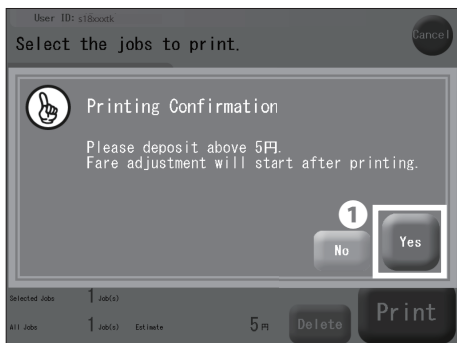 User ID: s18xxxtk
Select the jobs to print.
Cancel
Printing Confirmation
Please deposit above 5円.
Fare adjustment will start after printing.
1
No
Yes
Selected Jobs 1 Job(s)
All Jobs 1 Job(s) Estimate 5円
Delete
Print